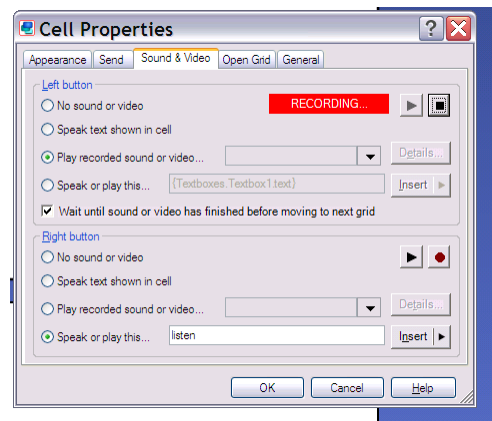 Cell Properties
Appearance Send Sound & Video Open Grid General
Left button
No sound or video RECORDING...
Speak text shown in cell
Play recorded sound or video... Details...
Speak or play this... {Textboxes.Textbox1.text} Insert
Wait until sound or video has finished before moving to next grid
Right button
No sound or video
Speak text shown in cell
Play recorded sound or video... Details...
Speak or play this... listen Insert
OK Cancel Help